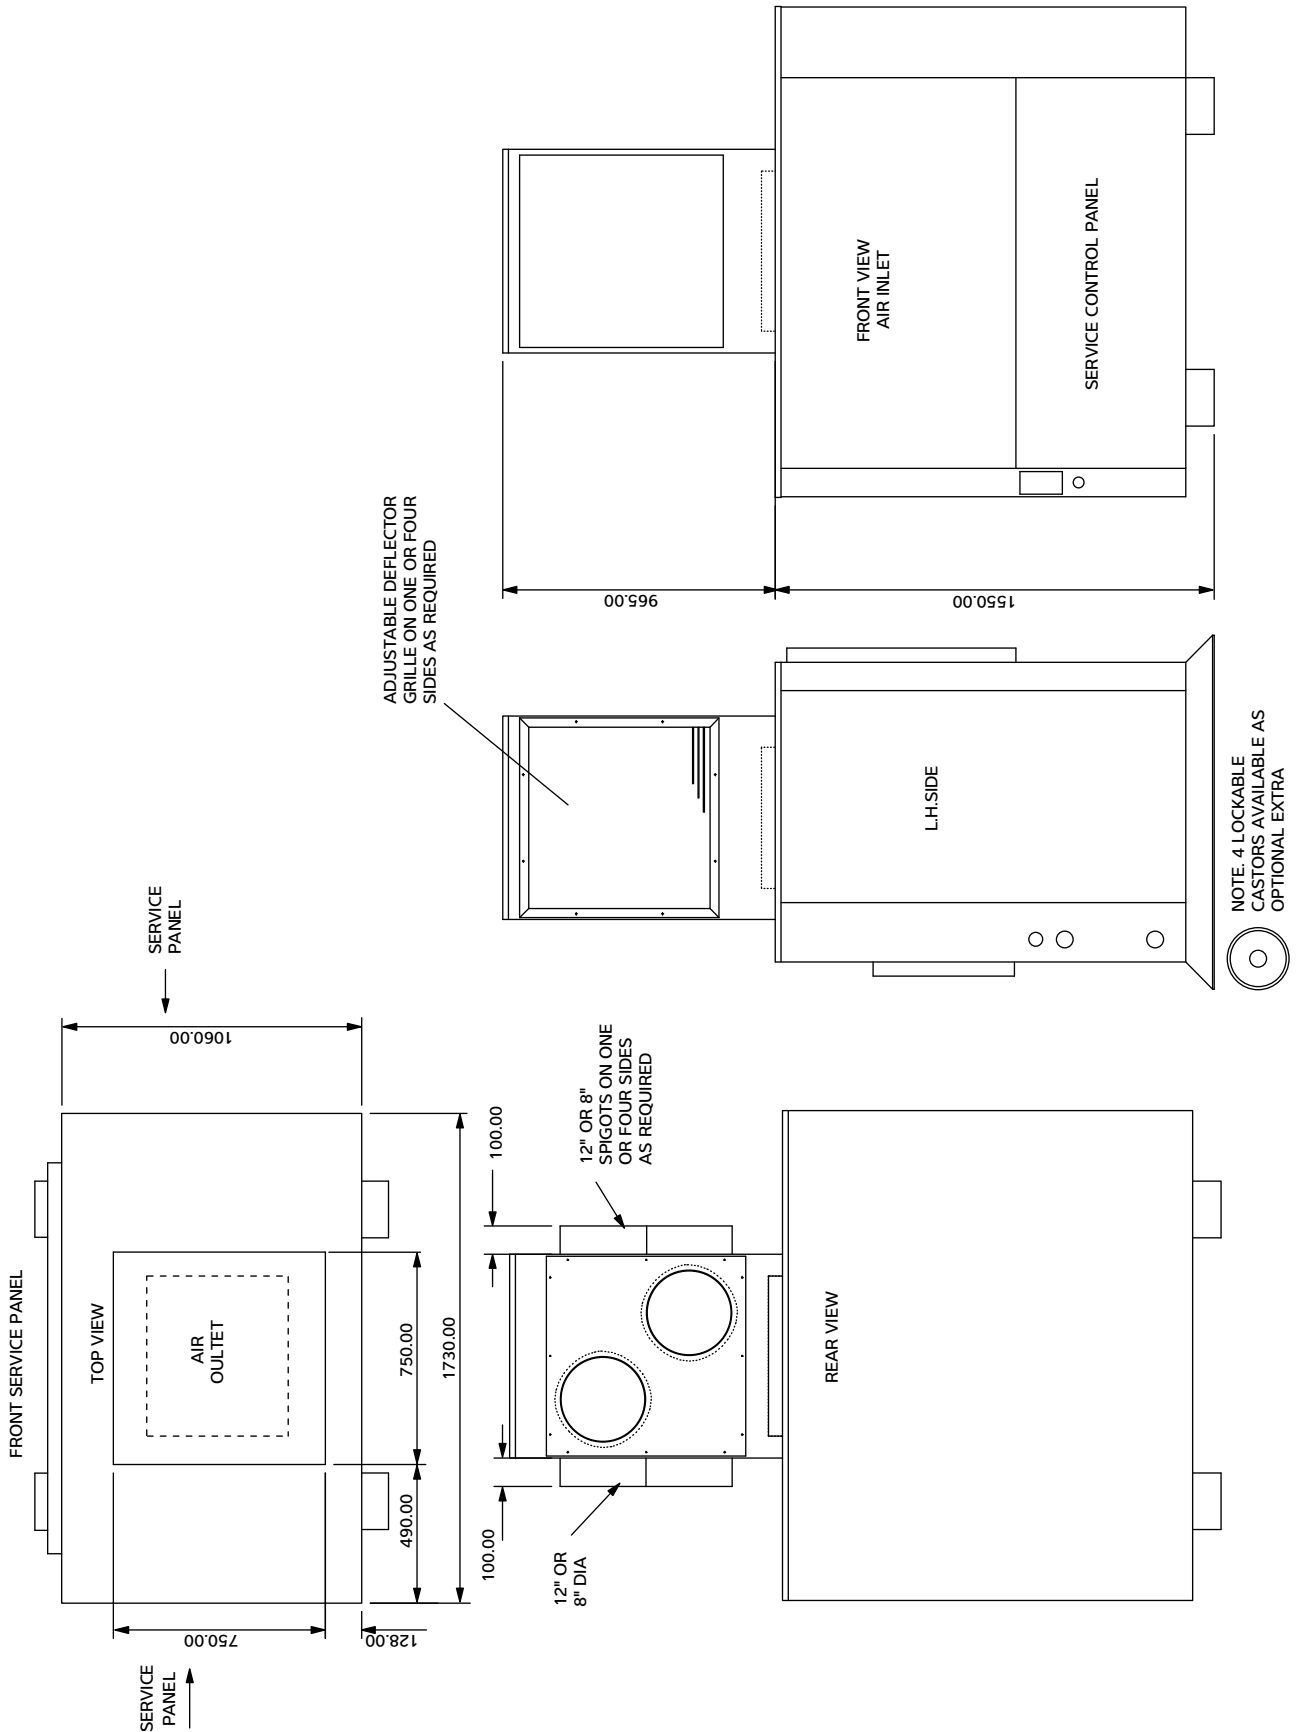 FRONT SERVICE PANEL
TOP VIEW
AIR
OULTET
SERVICE
PANEL
SERVICE
PANEL
750.00
128.00
490.00
750.00
1730.00
1060.00
100.00
100.00
12" OR
8" DIA
12" OR 8"
SPIGOTS ON ONE
OR FOUR SIDES
AS REQUIRED
REAR VIEW
ADJUSTABLE DEFLECTOR
GRILLE ON ONE OR FOUR
SIDES AS REQUIRED
L.H.SIDE
NOTE. 4 LOCKABLE
CASTORS AVAILABLE AS
OPTIONAL EXTRA
965.00
1550.00
FRONT VIEW
AIR INLET
SERVICE CONTROL PANEL